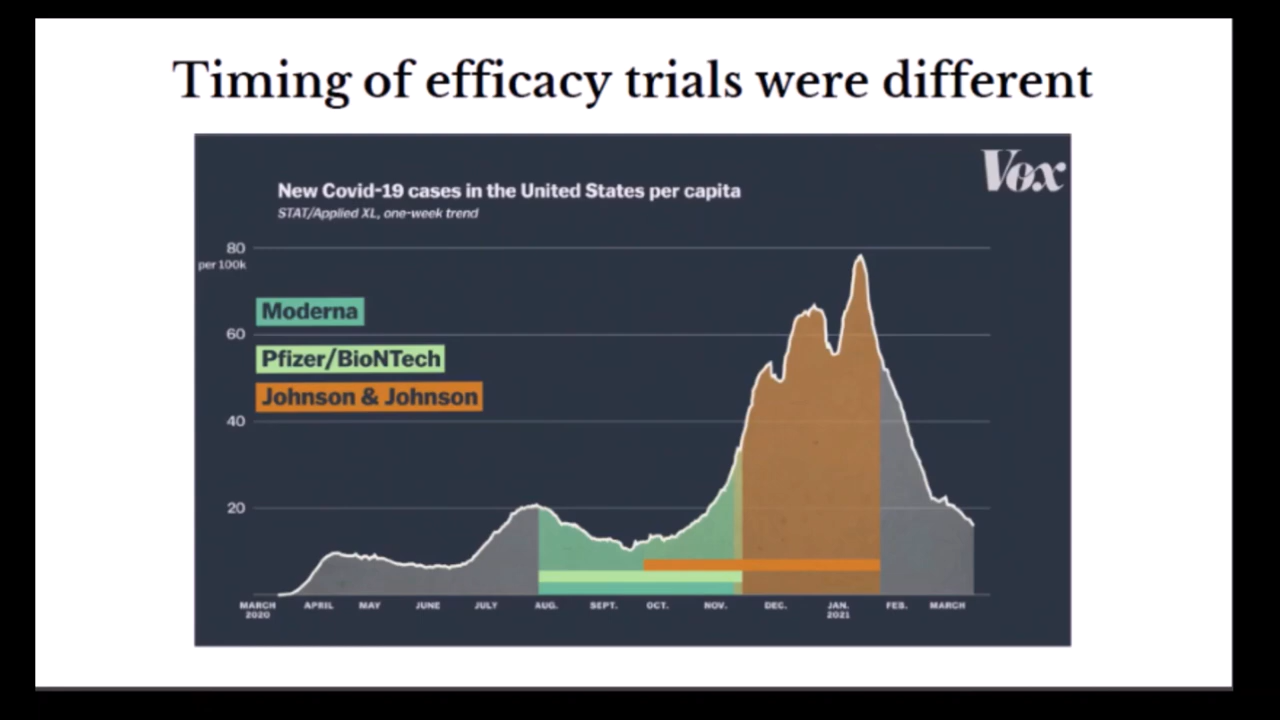 Timing of efficacy trials were different
Vox
New Covid-19 cases in the United States per capita
STAT/Applied XL, one-week trend
80
per 100k
Moderna
60
Pfizer/BioNTech
Johnson & Johnson
40
20
MARCH 2020 APRIL MAY JUNE JULY AUG. SEPT. OCT. NOV. DEC. JAN. 2021 FEB. MARCH